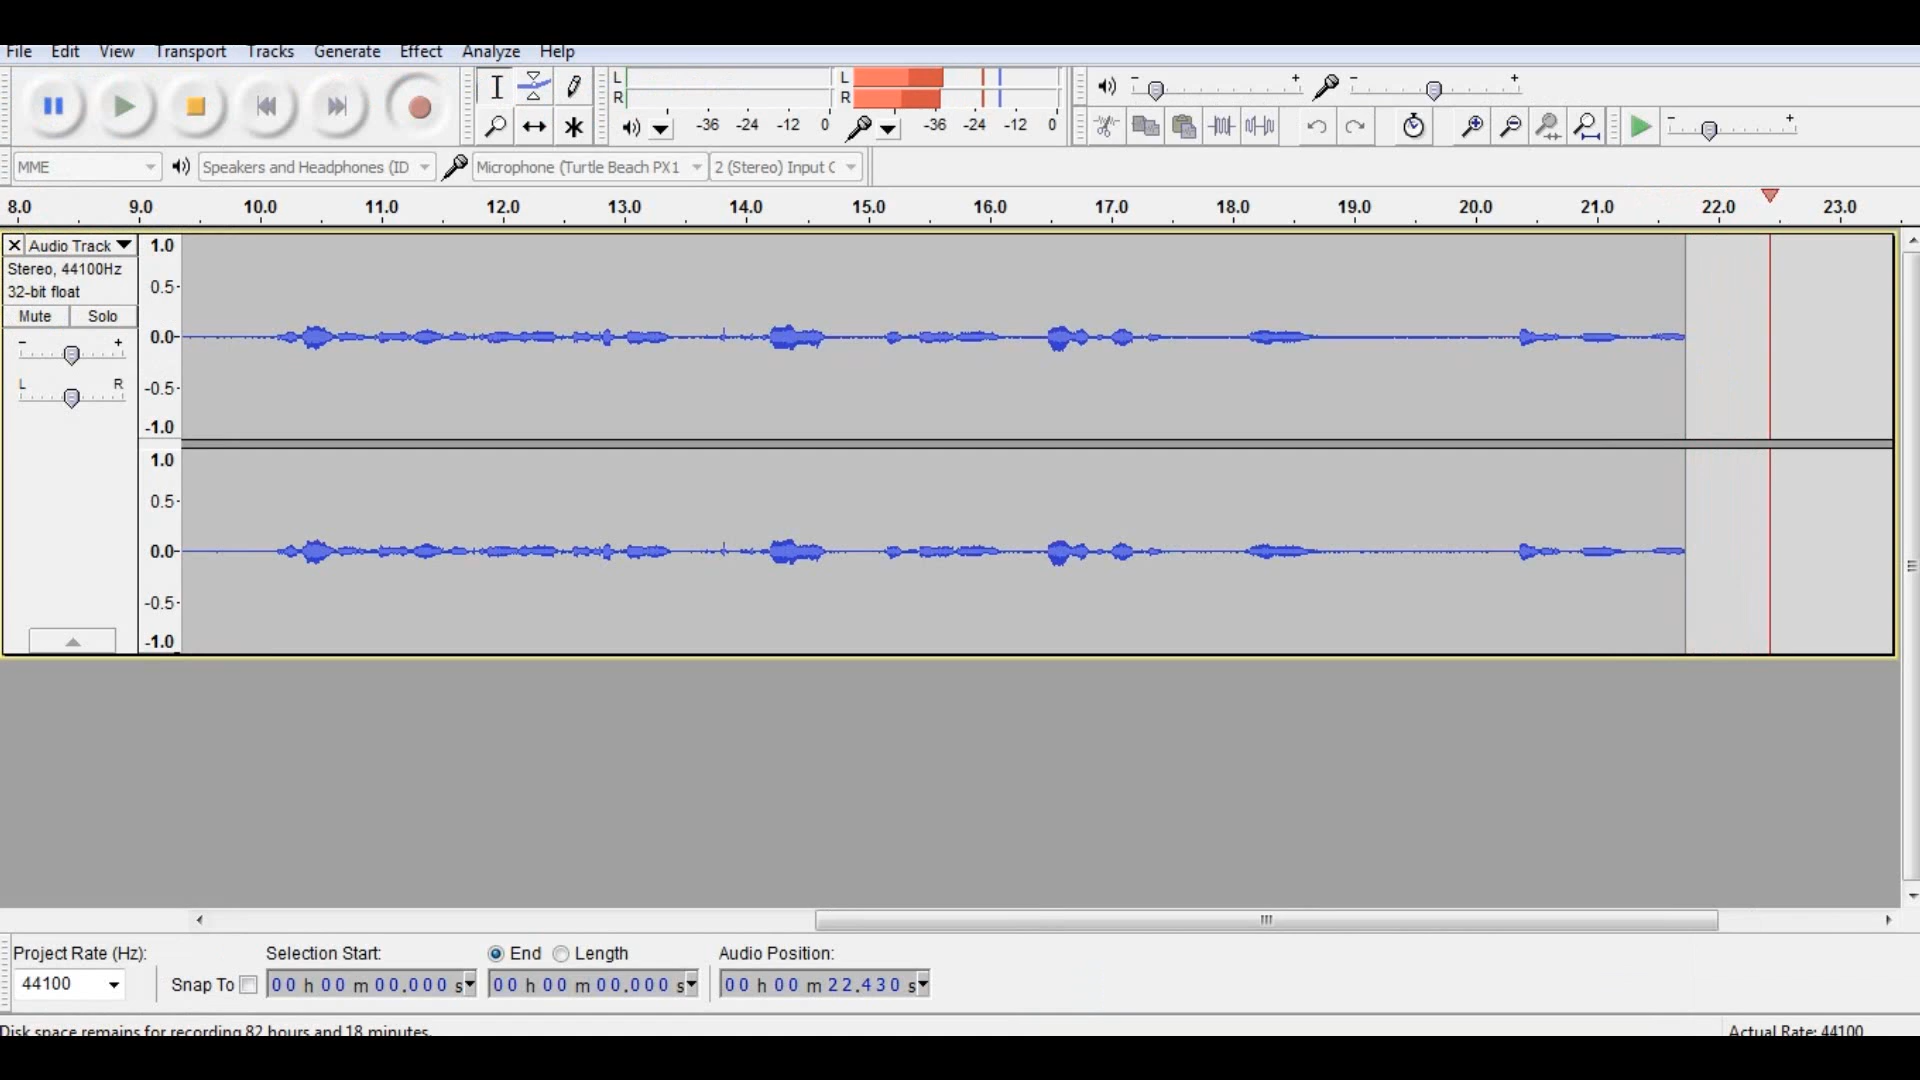 File Edit View Transport Tracks Generate Effect Analyze Help
L
R
-36 -24 -12 0
L
R
-36 -24 -12 0
- +
- +
- +
MME
Speakers and Headphones (ID
Microphone (Turtle Beach PX1
2 (Stereo) Input C
8.0 9.0 10.0 11.0 12.0 13.0 14.0 15.0 16.0 17.0 18.0 19.0 20.0 21.0 22.0 23.0
X Audio Track
Stereo, 44100Hz
32-bit float
Mute Solo
- +
L R
1.0
0.5
0.0
-0.5
-1.0
1.0
0.5
0.0
-0.5
-1.0
Project Rate (Hz):
44100
Snap To
Selection Start:
00 h 00 m 00.000 s
End Length
00 h 00 m 00.000 s
Audio Position:
00 h 00 m 22.430 s
Disk space remains for recording 82 hours and 18 minutes.
Actual Rate: 44100